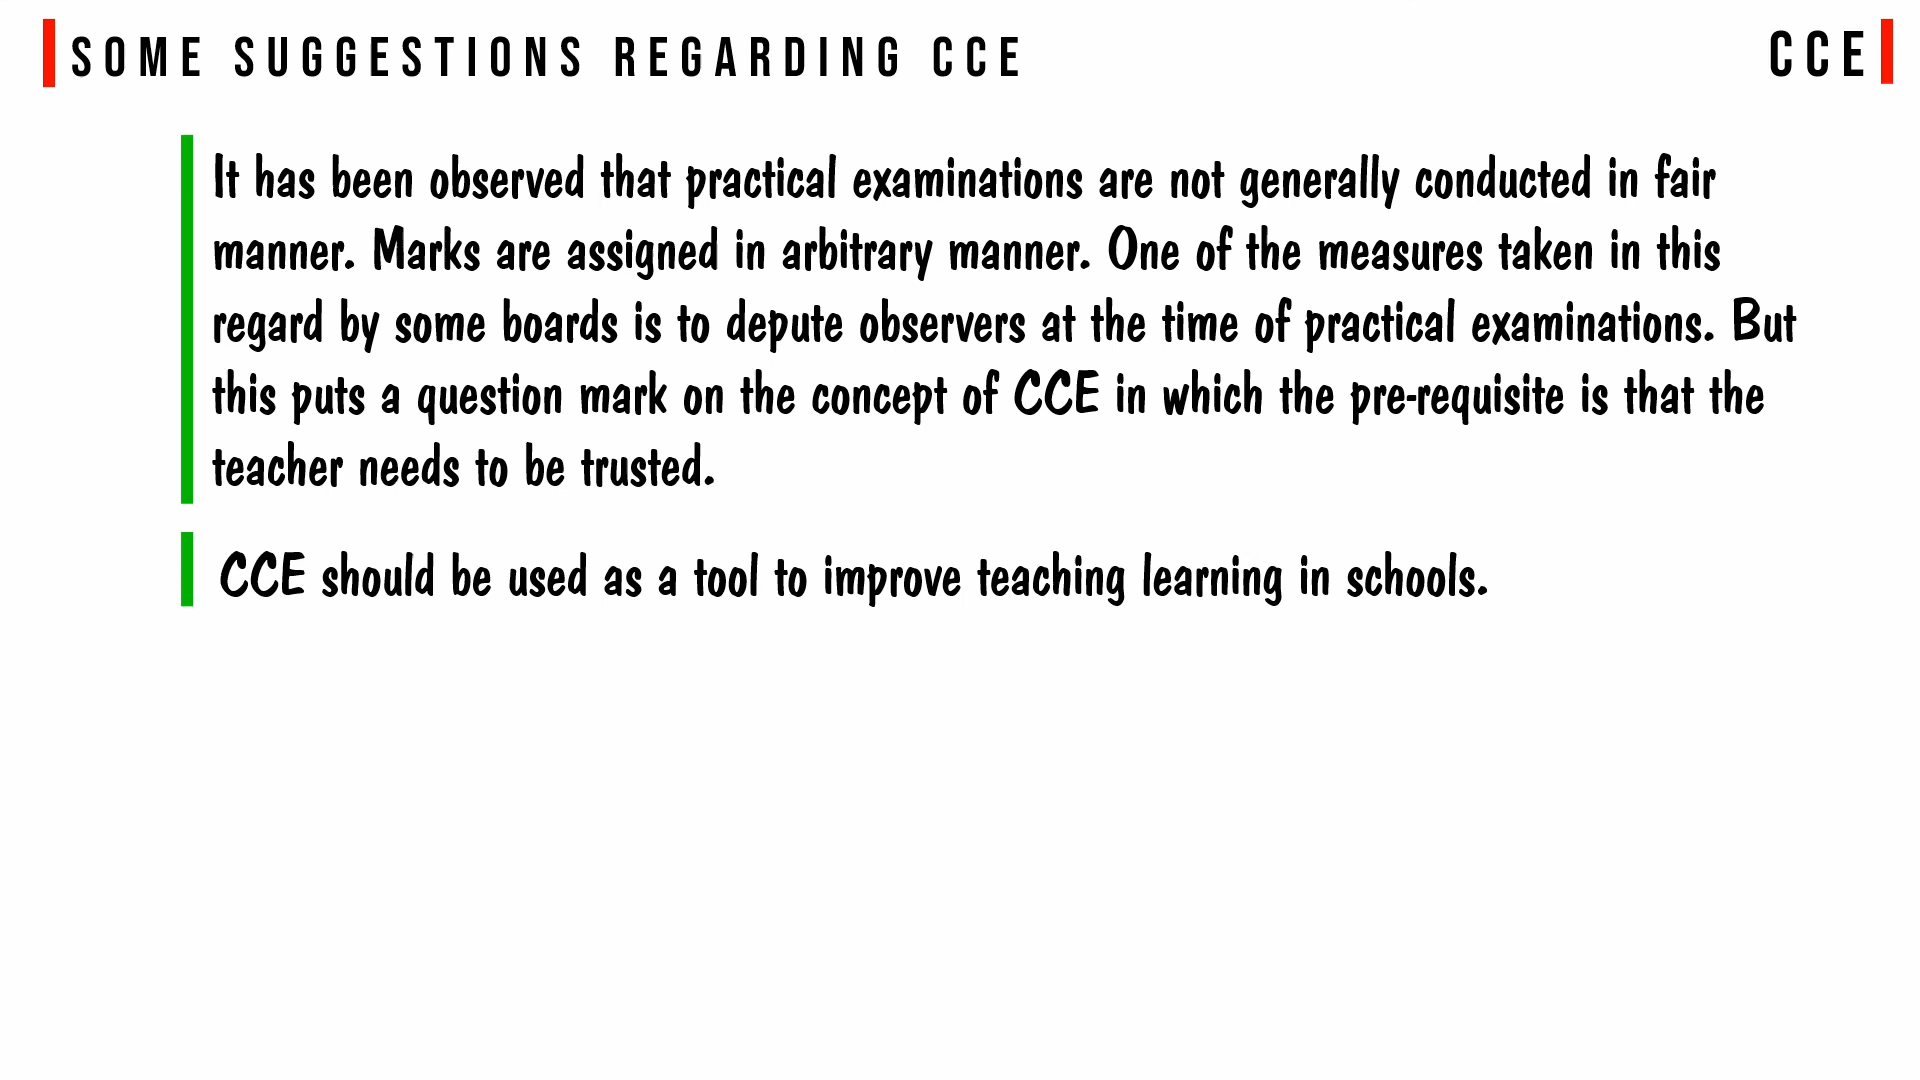 SOME SUGGESTIONS REGARDING CCE
CCE
It has been observed that practical examinations are not generally conducted in fair
manner. Marks are assigned in arbitrary manner. One of the measures taken in this
regard by some boards is to depute observers at the time of practical examinations. But
this puts a question mark on the concept of CCE in which the pre-requisite is that the
teacher needs to be trusted.
CCE should be used as a tool to improve teaching learning in schools.